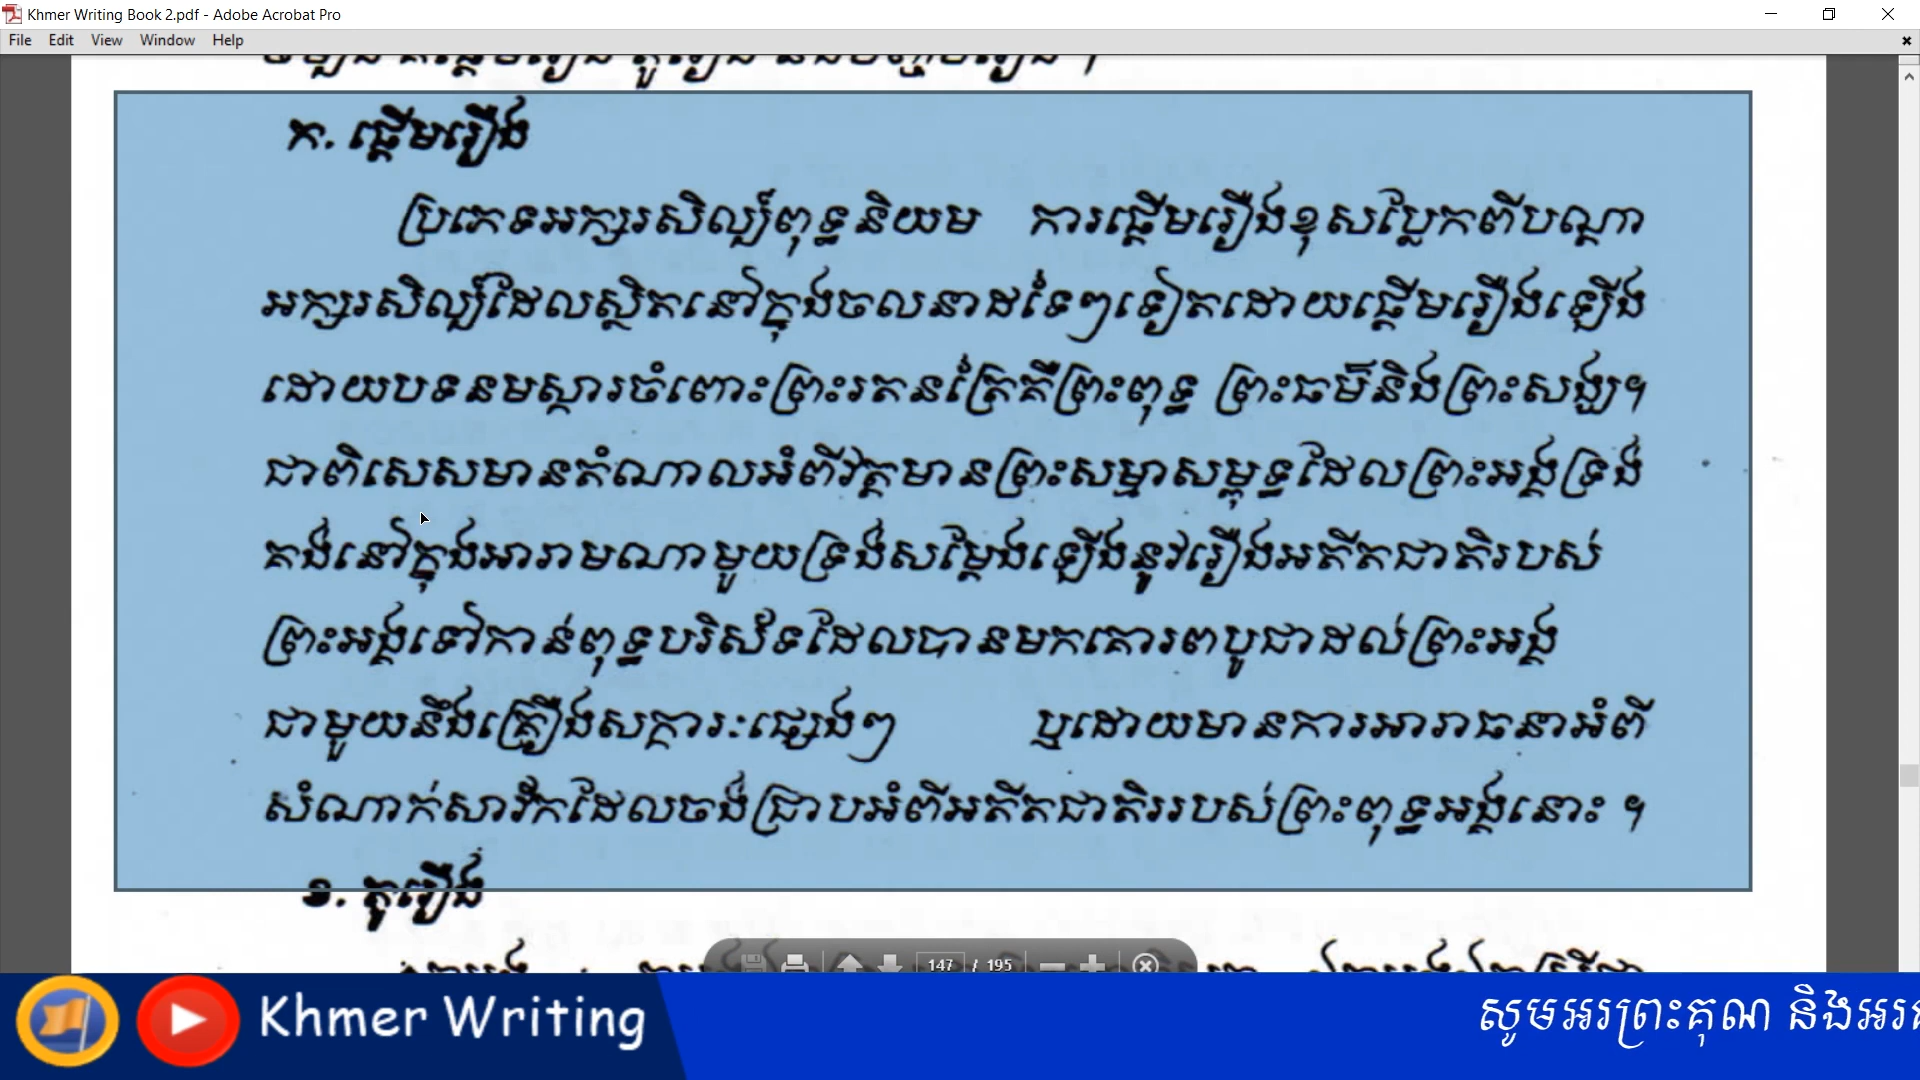 Khmer Writing Book 2.pdf - Adobe Acrobat Pro
File Edit View Window Help
ក. ផ្ដើមរឿង
ប្រភេទអក្សរសិល្ប៍ពុទ្ធនិយម ការផ្ដើមរឿងខុសប្លែកពីបណ្ដា
អក្សរសិល្ប៍ដែលស្ថិតនៅក្នុងចលនាដទៃៗទៀតដោយផ្ដើមរឿងឡើង
ដោយបទនមស្ការចំពោះព្រះរតនត្រៃគឺព្រះពុទ្ធ ព្រះធម៌និងព្រះសង្ឃ។
ជាពិសេសមានតំណាលអំពីវត្តមានព្រះសម្មាសម្ពុទ្ធដែលព្រះអង្គទ្រង់
គង់នៅក្នុងអារាមណាមួយទ្រង់សម្ដែងឡើងនូវរឿងអតីតជាតិរបស់
ព្រះអង្គទៅកាន់ពុទ្ធបរិស័ទដែលបានមកគោរពបូជាដល់ព្រះអង្គ
ជាមួយនឹងគ្រឿងសក្ការៈផ្សេងៗ ឬដោយមានការអារាធនាអំពី
សំណាក់សាវ័កដែលចង់ជ្រាបអំពីអតីតជាតិរបស់ព្រះពុទ្ធអង្គនោះ ។
ខ. តួរឿង
147 / 195
Khmer Writing
សូមអរព្រះគុណ និងអរគ